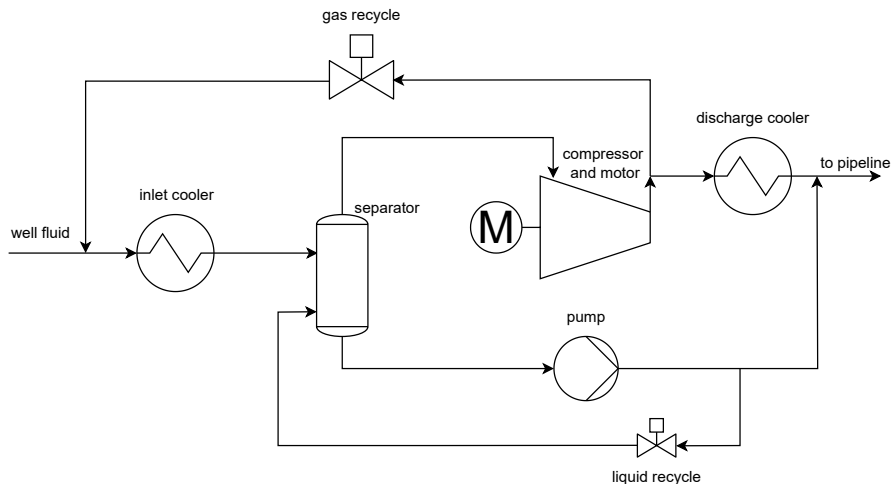 gas recycle
discharge cooler
compressor
and motor
to pipeline
inlet cooler
separator
well fluid
M
pump
liquid recycle